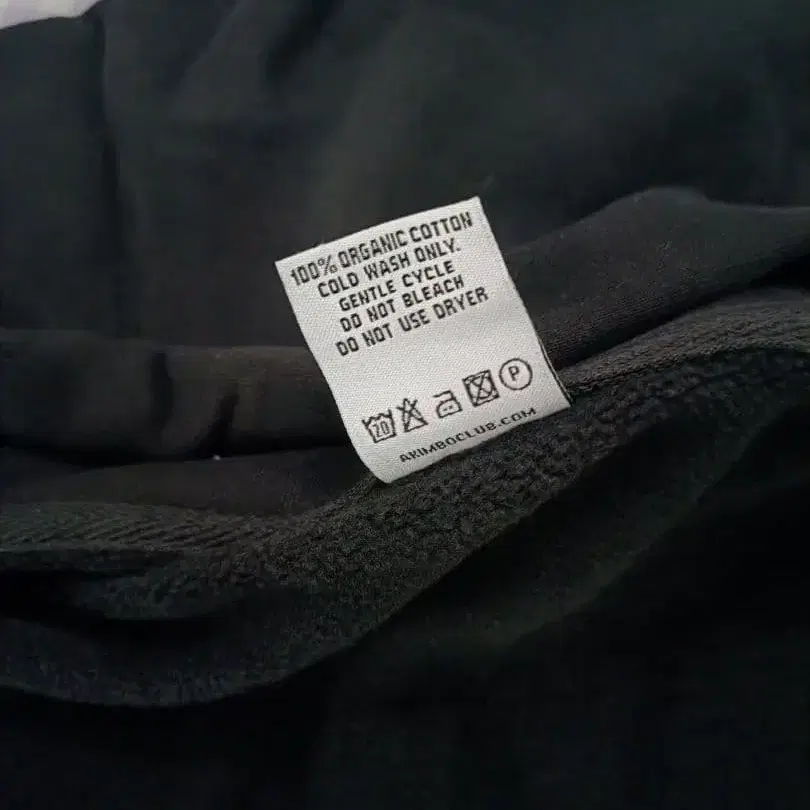 100% ORGANIC COTTON
COLD WASH ONLY.
GENTLE CYCLE
DO NOT BLEACH
DO NOT USE DRYER
20 P
AKIMBOCLUB.COM